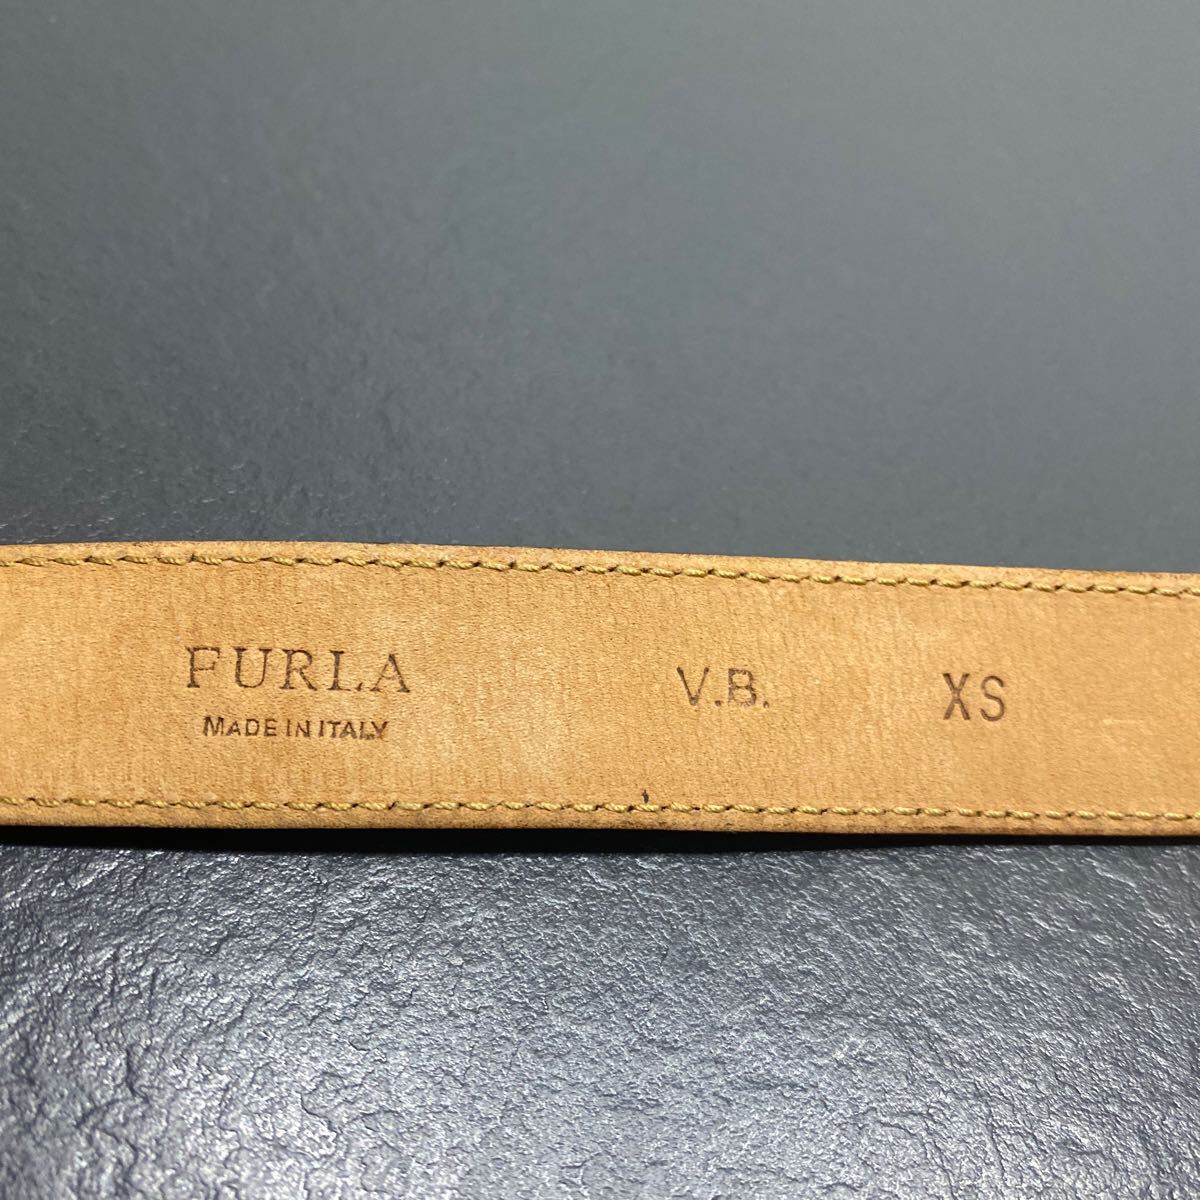 FURLA V.B. XS
MADE IN ITALY